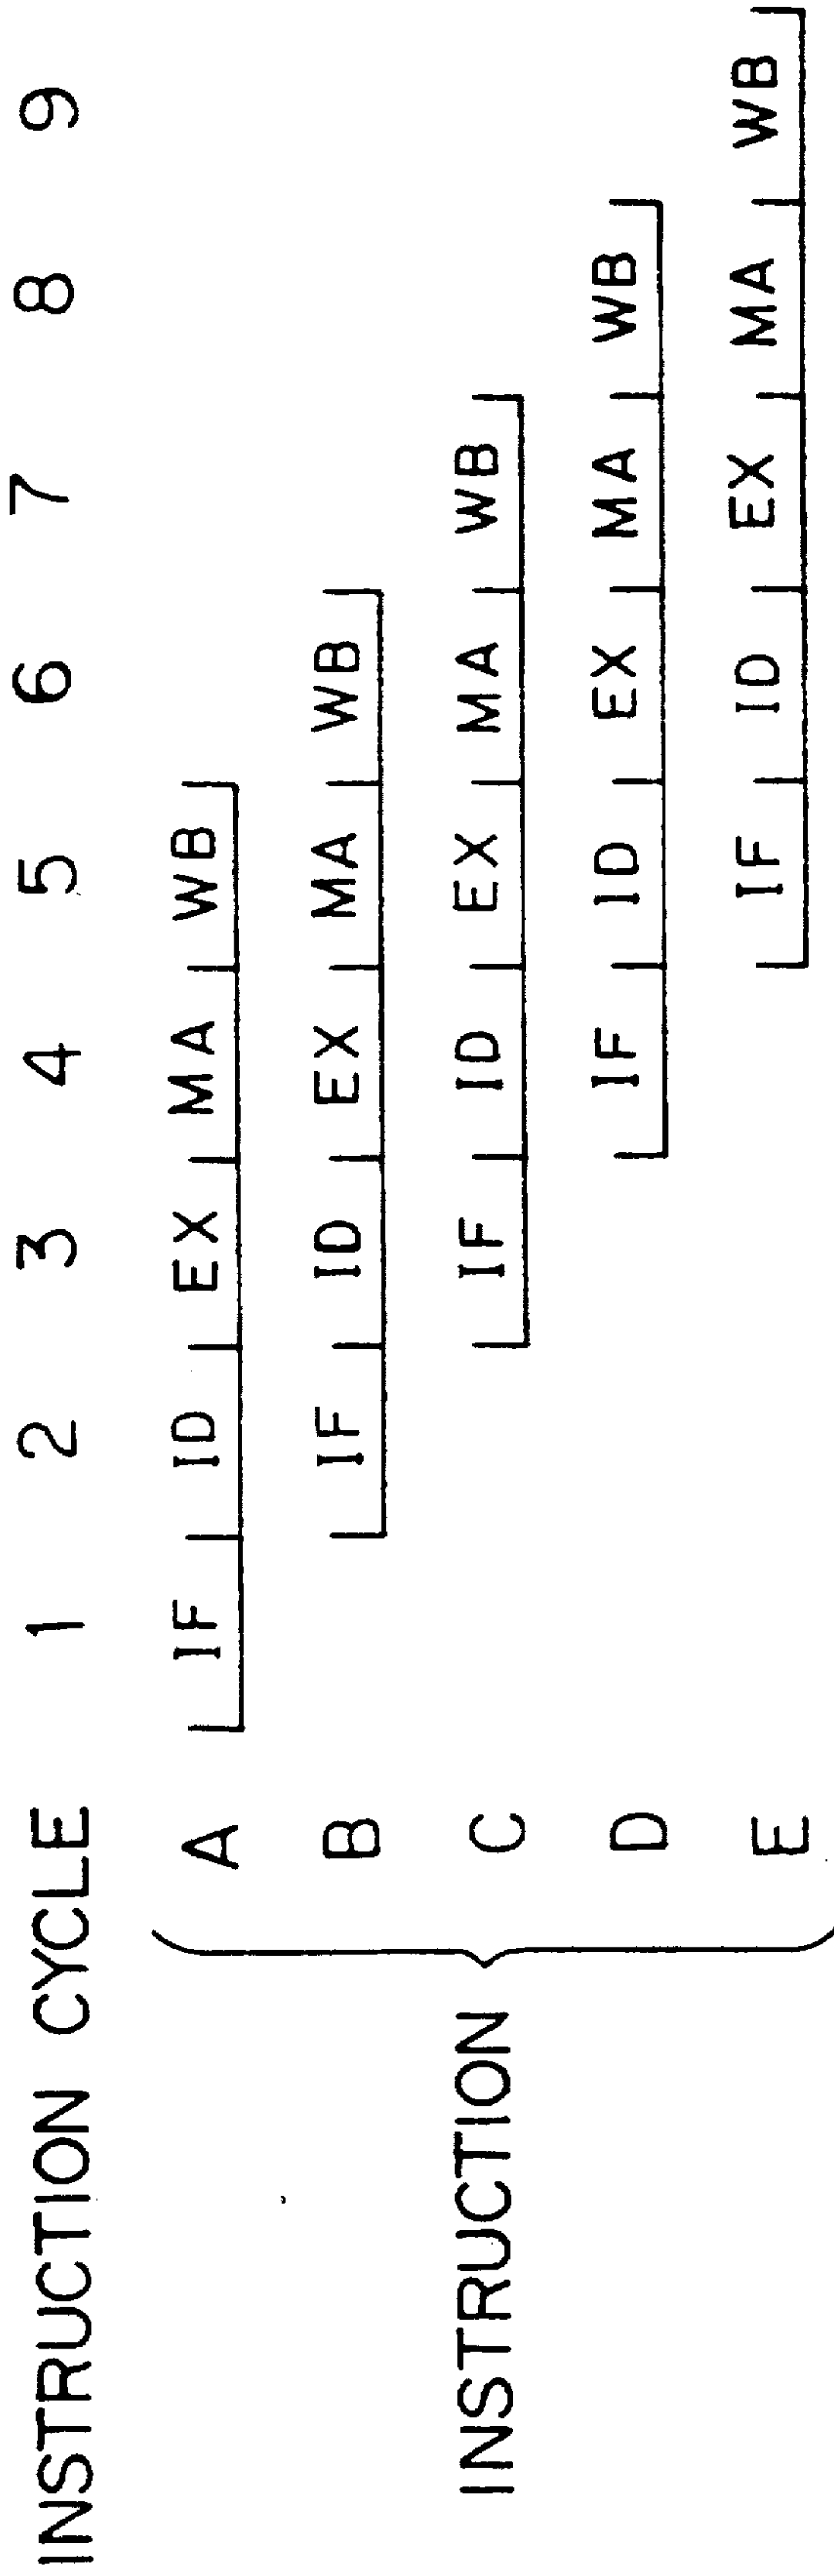 INSTRUCTION CYCLE 1 2 3 4 5 6 7 8 9
A IF ID EX MA WB
B IF ID EX MA WB
INSTRUCTION C IF ID EX MA WB
D IF ID EX MA WB
E IF ID EX MA WB